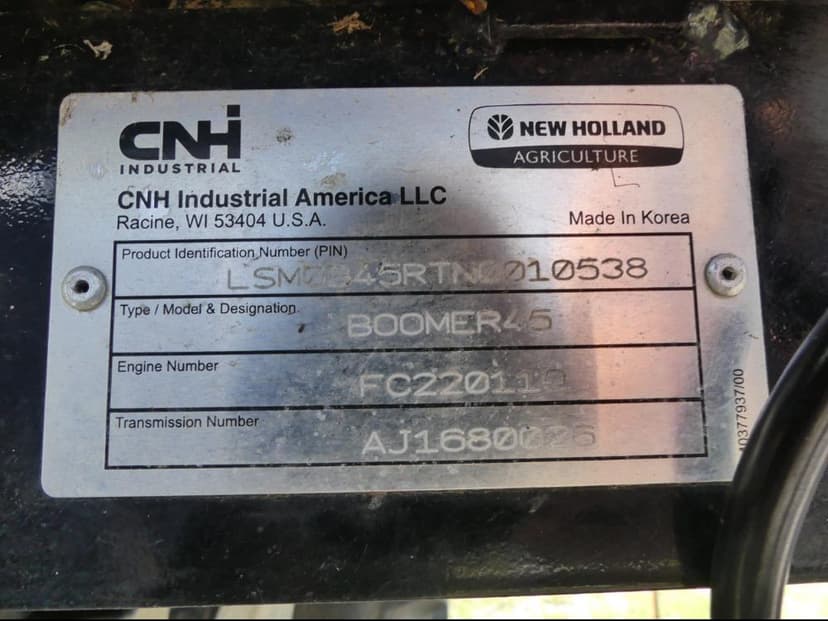 CNH
INDUSTRIAL
NEW HOLLAND
AGRICULTURE
CNH Industrial America LLC
Racine, WI 53404 U.S.A.
Made In Korea
Product Identification Number (PIN)
Type / Model & Designation
BOOMER45
Engine Number
Transmission Number